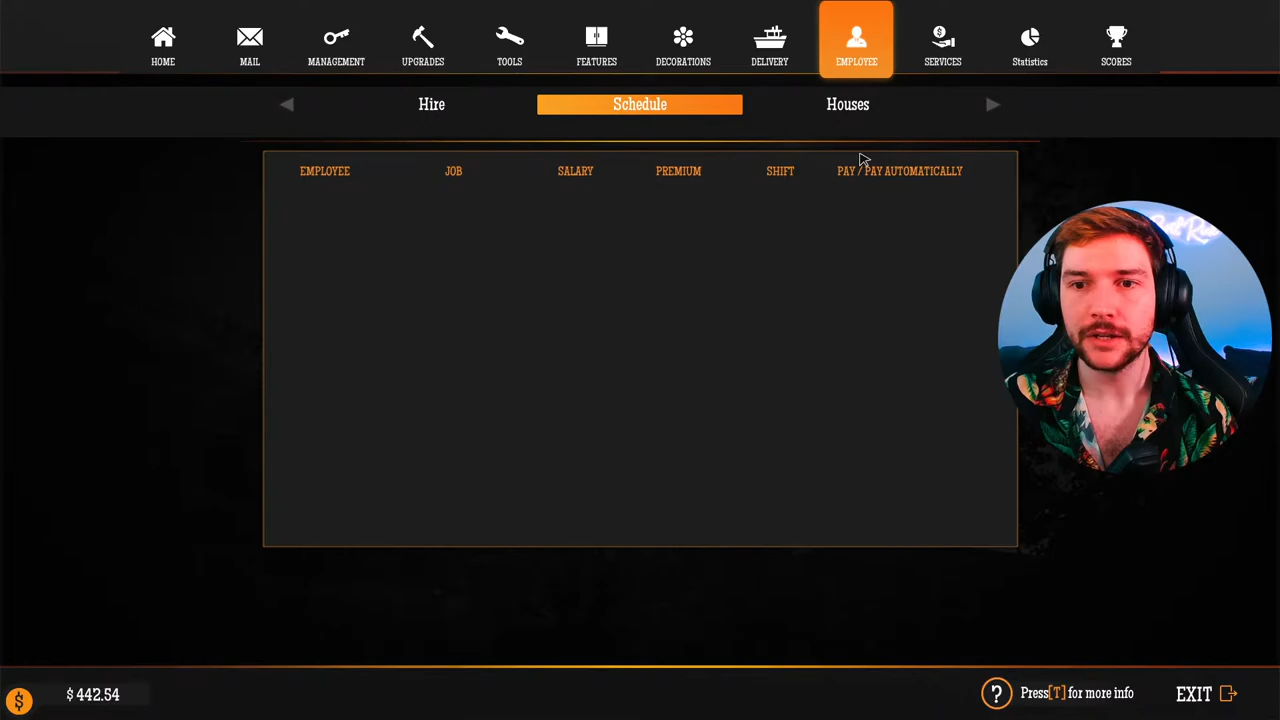 HOME MAIL MANAGEMENT UPGRADES TOOLS FEATURES DECORATIONS DELIVERY EMPLOYEE SERVICES Statistics SCORES
Hire Schedule Houses
EMPLOYEE JOB SALARY PREMIUM SHIFT PAY / PAY AUTOMATICALLY
$ $ 442.54 ? Press[T] for more info EXIT